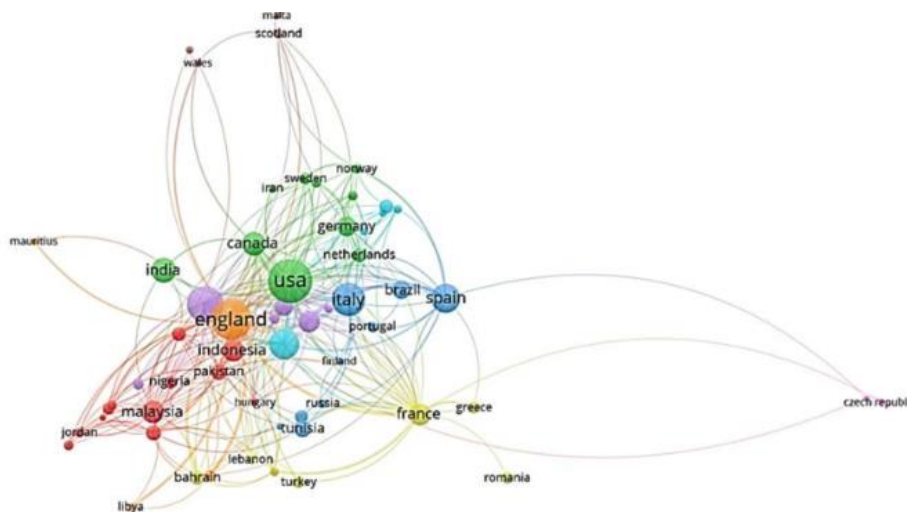 malta
scotland
wales
norway
sweden
iran
germany
canada
mauritius
netherlands
india
usa
italy
brazil
spain
england
portugal
indonesia
finland
pakistan
nigeria
hungary
russia
malaysia
france
greece
czech republi
tunisia
jordan
lebanon
bahrain
turkey
romania
libya